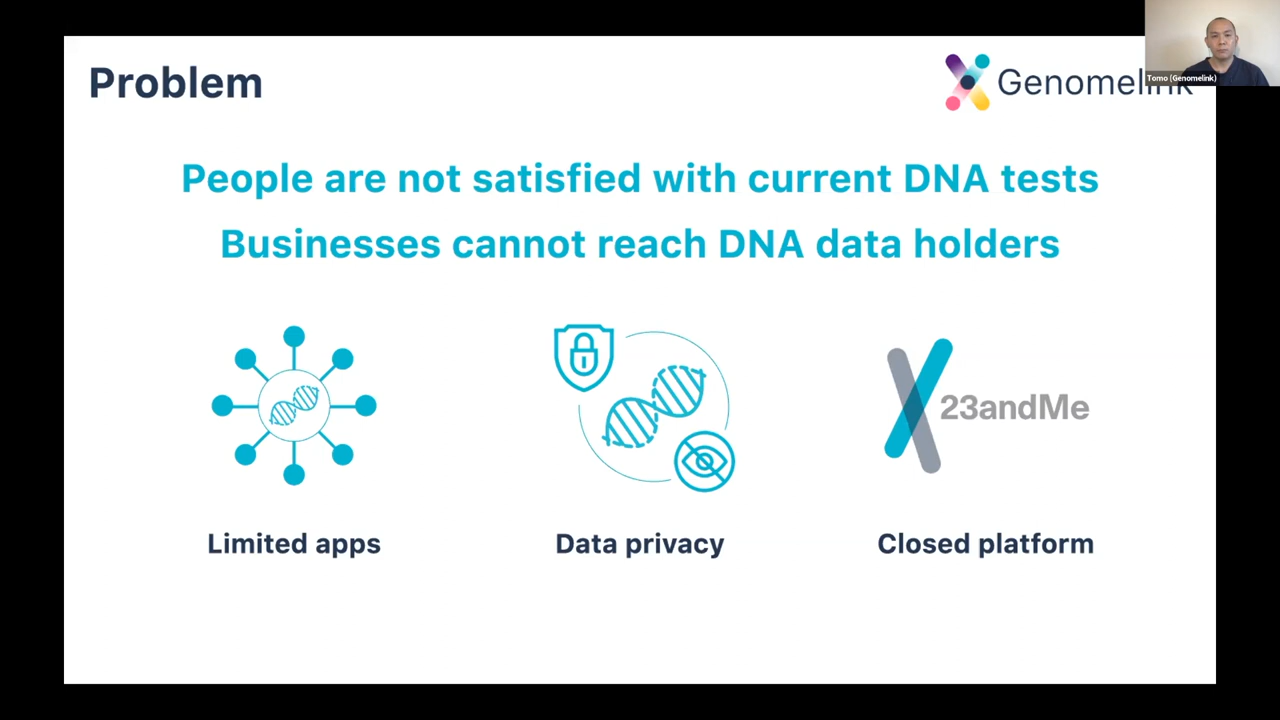 Problem
Genomelink
Tomo (Genomelink)
People are not satisfied with current DNA tests
Businesses cannot reach DNA data holders
23andMe
Limited apps
Data privacy
Closed platform